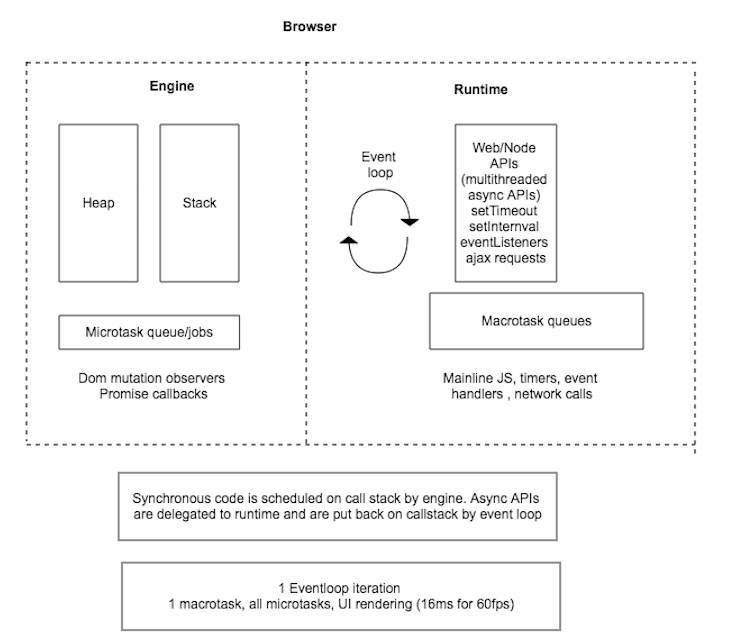 Browser
Engine
Runtime
Heap
Stack
Event
loop
Web/Node
APIs
(multithreaded
async APIs)
setTimeout
setInternval
eventListeners
ajax requests
Microtask queue/jobs
Macrotask queues
Dom mutation observers
Promise callbacks
Mainline JS, timers, event
handlers , network calls
Synchronous code is scheduled on call stack by engine. Async APIs
are delegated to runtime and are put back on callstack by event loop
1 Eventloop iteration
1 macrotask, all microtasks, UI rendering (16ms for 60fps)